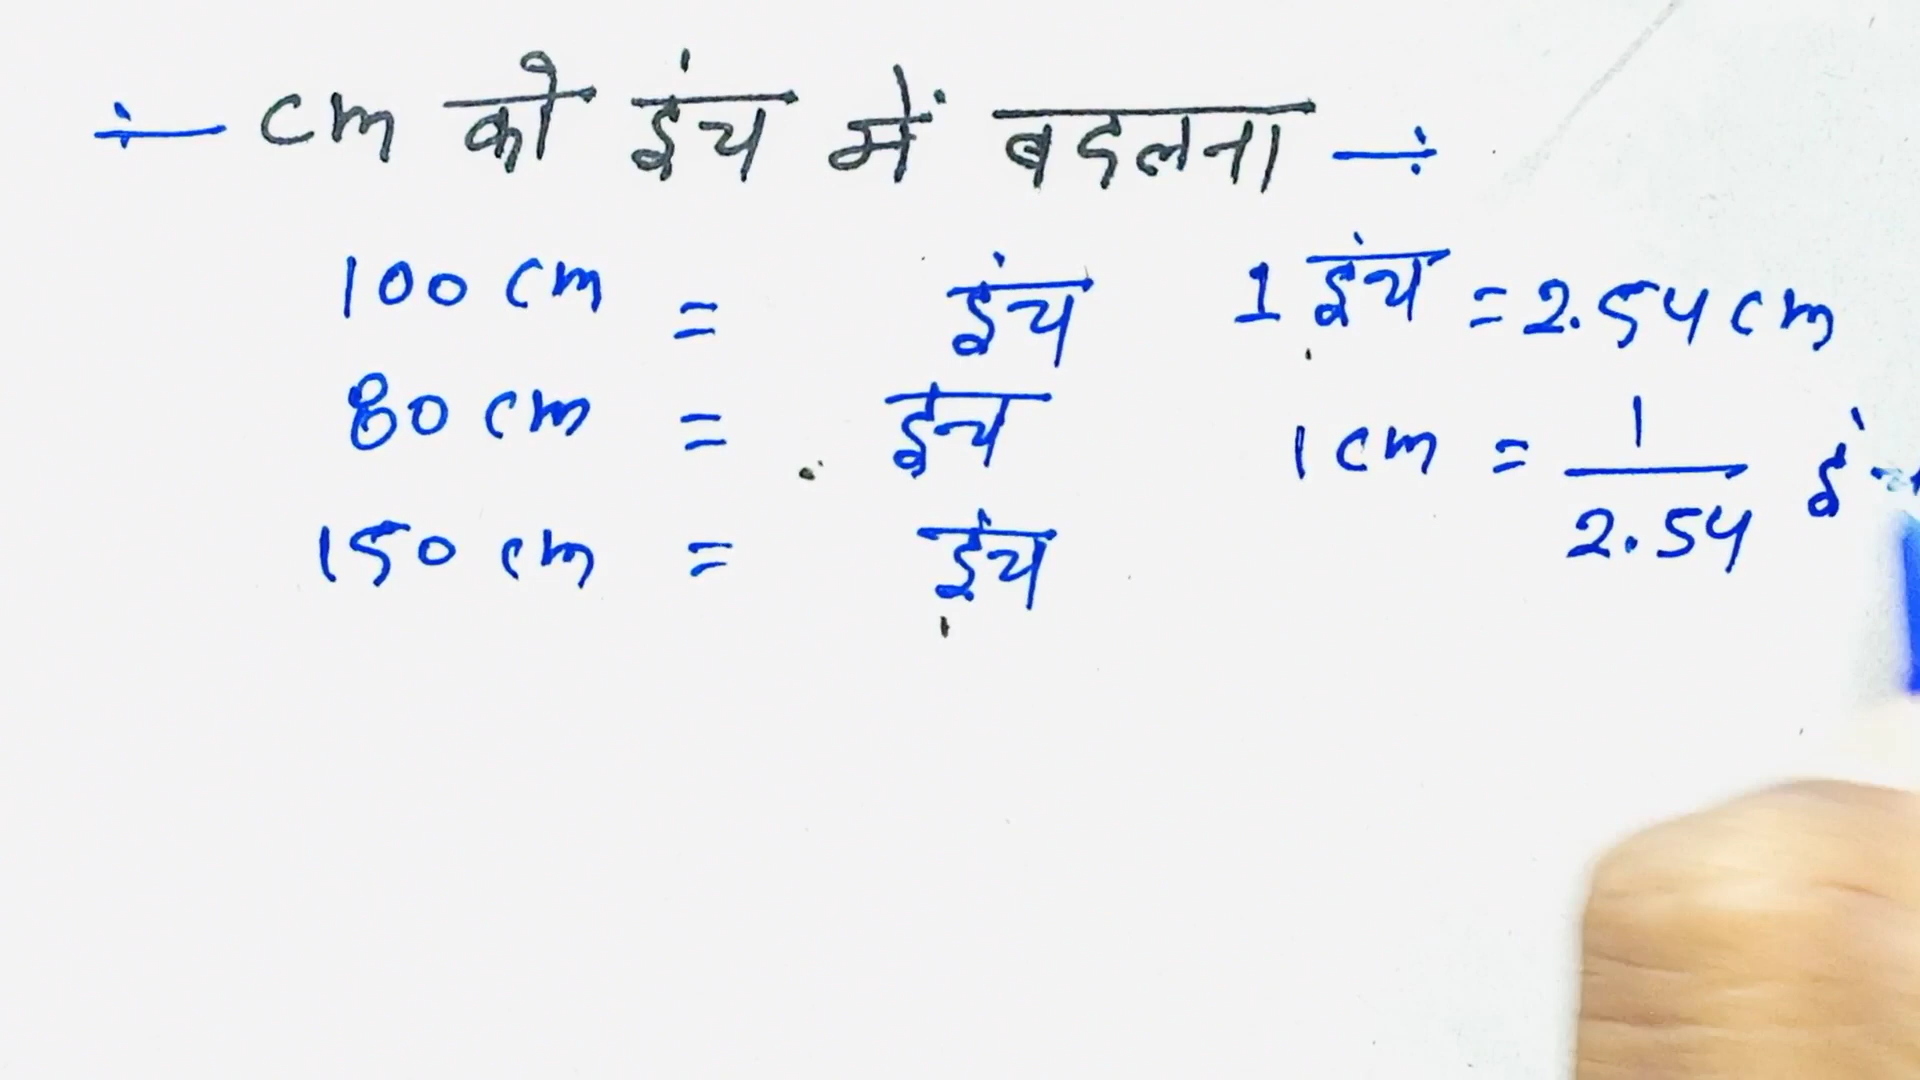 ÷ cm को इंच में बदलना ÷
100 cm = इंच
80 cm = इंच
150 cm = इंच
1 इंच = 2.54 cm
1 cm = 1/2.54